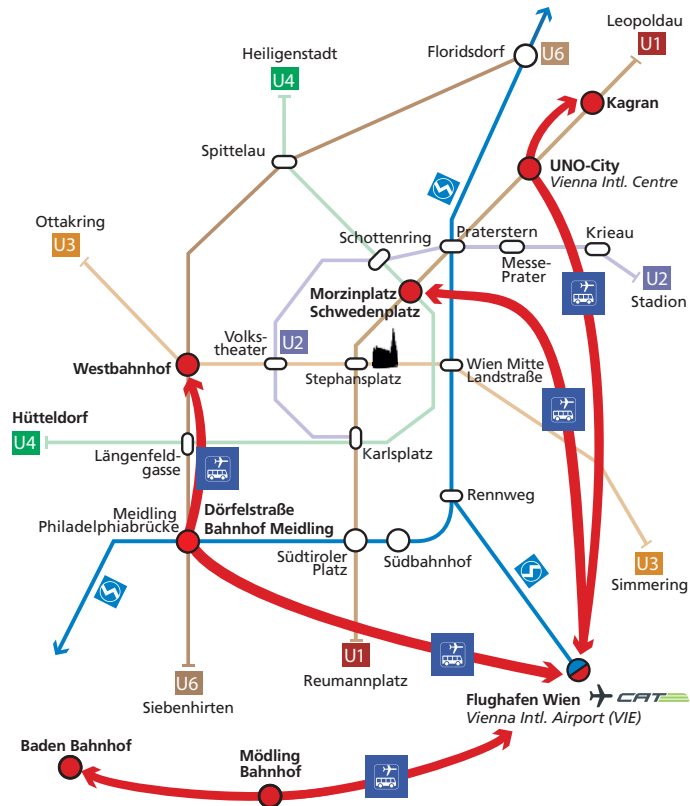 Leopoldau
U1
Floridsdorf
U6
Heiligenstadt
U4
Kagran
Spittelau
UNO-City
Vienna Intl. Centre
Ottakring
U3
Schottenring
Praterstern
Krieau
Messe-
Prater
U2
Stadion
Morzinplatz
Schwedenplatz
Volks-
theater
U2
Westbahnhof
Stephansplatz
Wien Mitte
Landstraße
Hütteldorf
U4
Längenfeld-
gasse
Karlsplatz
Rennweg
Meidling
Philadelphiabrücke
Dörfelstraße
Bahnhof Meidling
Südtiroler
Platz
Südbahnhof
U3
Simmering
U6
Siebenhirten
U1
Reumannplatz
Flughafen Wien
CAT
Vienna Intl. Airport (VIE)
Baden Bahnhof
Mödling
Bahnhof